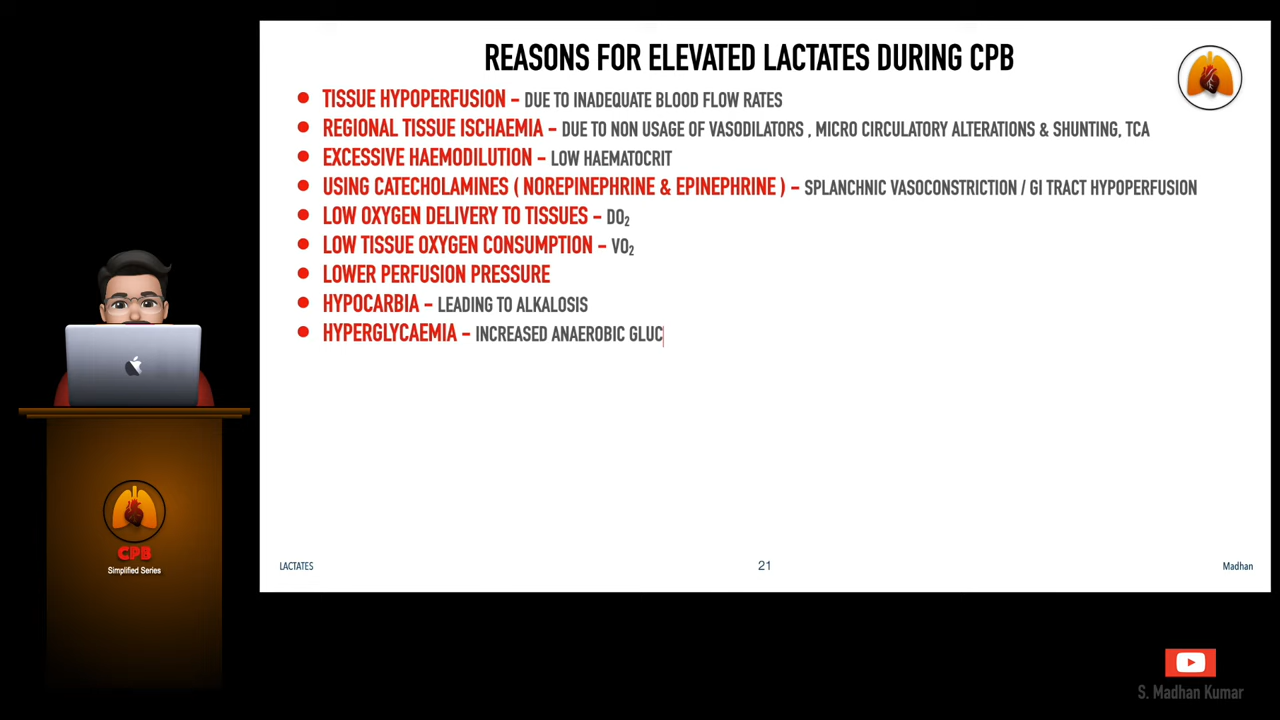 REASONS FOR ELEVATED LACTATES DURING CPB
● TISSUE HYPOPERFUSION – DUE TO INADEQUATE BLOOD FLOW RATES
● REGIONAL TISSUE ISCHAEMIA – DUE TO NON USAGE OF VASODILATORS , MICRO CIRCULATORY ALTERATIONS & SHUNTING, TCA
● EXCESSIVE HAEMODILUTION – LOW HAEMATOCRIT
● USING CATECHOLAMINES ( NOREPINEPHRINE & EPINEPHRINE ) – SPLANCHNIC VASOCONSTRICTION / GI TRACT HYPOPERFUSION
● LOW OXYGEN DELIVERY TO TISSUES – DO₂
● LOW TISSUE OXYGEN CONSUMPTION – VO₂
● LOWER PERFUSION PRESSURE
● HYPOCARBIA – LEADING TO ALKALOSIS
● HYPERGLYCAEMIA – INCREASED ANAEROBIC GLUC
CPB
Simplified Series
LACTATES
21
Madhan
S. Madhan Kumar